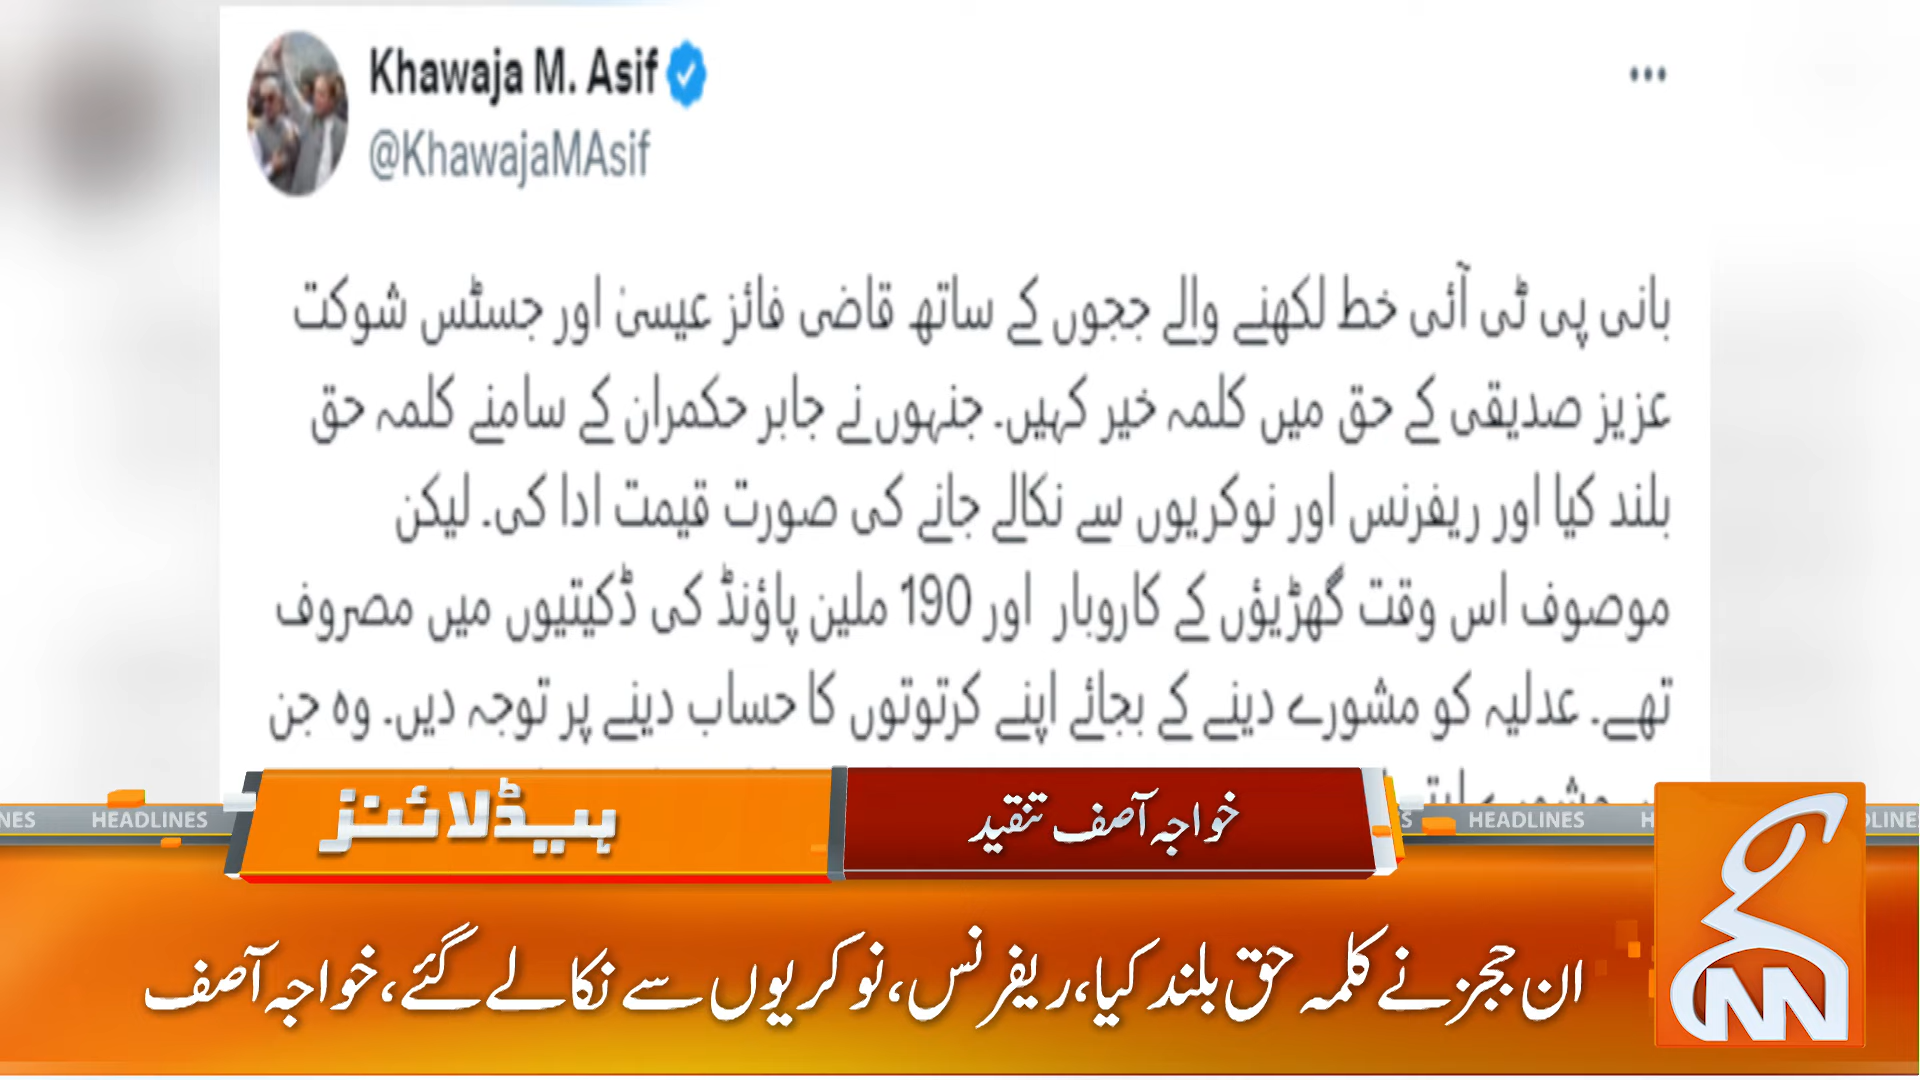 Khawaja M. Asif
@KhawajaMAsif
بانی پی ٹی آئی خط لکھنے والے ججوں کے ساتھ قاضی فائز عیسیٰ اور جسٹس شوکت
عزیز صدیقی کے حق میں کلمہ خیر کہیں۔ جنہوں نے جابر حکمران کے سامنے کلمہ حق
بلند کیا اور ریفرنس اور نوکریوں سے نکالے جانے کی صورت قیمت ادا کی۔ لیکن
موصوف اس وقت گھڑیؤں کے کاروبار اور 190 ملین پاؤنڈ کی ڈکیتیوں میں مصروف
تھے۔ عدلیہ کو مشورے دینے کے بجائے اپنے کرتوتوں کا حساب دینے پر توجہ دیں۔ وہ جن
NES HEADLINES
ہیڈلائنز
خواجہ آصف تنقید
S HEADLINES H DLINE
ان ججز نے کلمہ حق بلند کیا، ریفرنس، نوکریوں سے نکالے گئے، خواجہ آصف
GNN